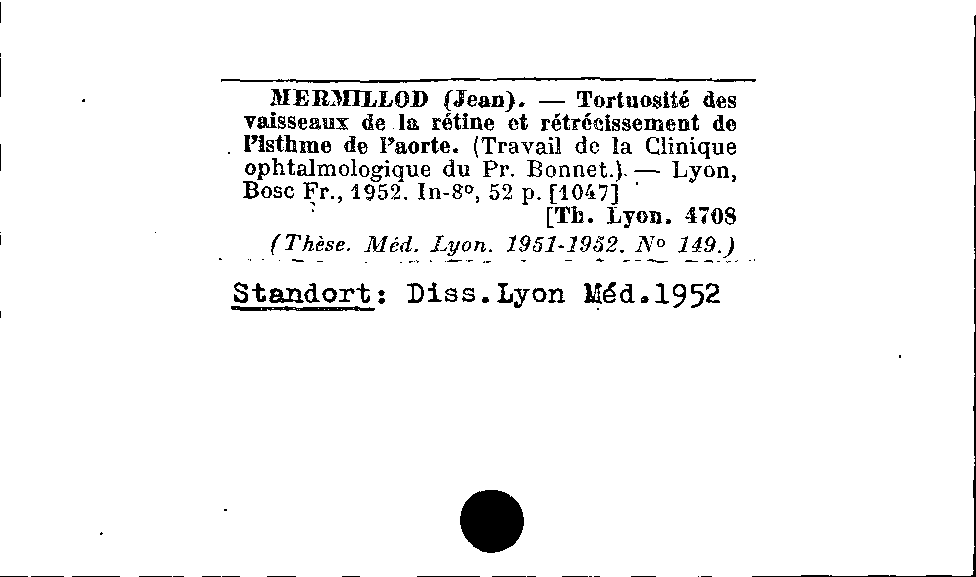 MERMILLOD (Jean). — Tortuosité des
vaisseaux de la rétine et rétrécissement de
l'isthme de l'aorte. (Travail de la Clinique
ophtalmologique du Pr. Bonnet.). — Lyon,
Bosc Fr., 1952. In-8º, 52 p. [1047]
[Th. Lyon. 4708
(Thèse. Méd. Lyon. 1951-1952. Nº 149.)
Standort: Diss.Lyon Méd.1952